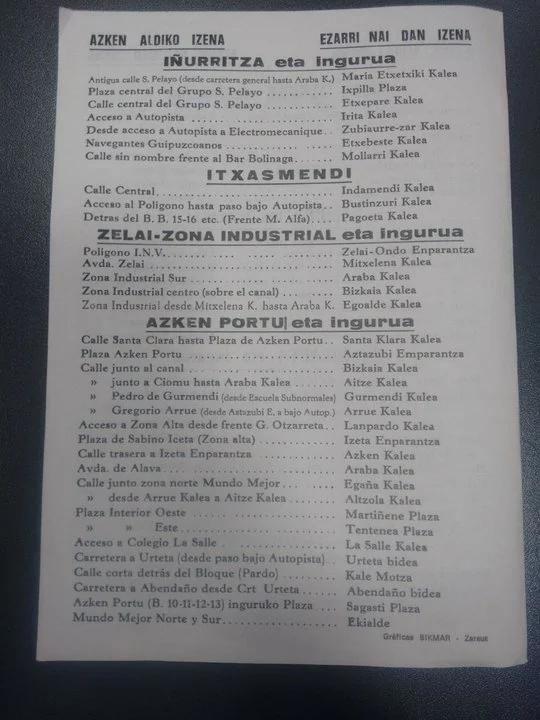 AZKEN ALDIKO IZENA EZARRI NAI DAN IZENA
IÑURRITZA eta ingurua
Antigua calle S. Pelayo (desde carretera general hasta Araba K.) Maria Etxetxiki Kalea
Plaza central del Grupo S. Pelayo ............ Ixpilla Plaza
Calle central del Grupo S. Pelayo ............ Etxepare Kalea
Acceso a Autopista ............ Irita Kalea
Desde acceso a Autopista a Electromecanique.. Zubiaurre-zar Kalea
Navegantes Guipuzcoanos ............ Etxebeste Kalea
Calle sin nombre frente al Bar Bolinaga...... Mollarri Kalea
ITXASMENDI
Calle Central............ Indamendi Kalea
Acceso al Poligono hasta paso bajo Autopista.. Bustinzuri Kalea
Detras del B. B. 15-16 etc. (Frente M. Alfa).... Pagoeta Kalea
ZELAI-ZONA INDUSTRIAL eta ingurua
Poligono I.N.V............ Zelai-Ondo Enparantza
Avda. Zelai ............ Mitxelena Kalea
Zona Industrial Sur ............ Araba Kalea
Zona Industrial centro (sobre el canal) ........ Bizkaia Kalea
Zona Industrial desde Mitxelena K. hasta Araba K. Egoalde Kalea
AZKEN PORTU eta ingurua
Calle Santa Clara hasta Plaza de Azken Portu.. Santa Klara Kalea
Plaza Azken Portu ............ Aztazubi Emparantza
Calle junto al canal ............ Bizkaia Kalea
» junto a Ciomu hasta Araba Kalea ...... Aitze Kalea
» Pedro de Gurmendi (desde Escuela Subnormales) Gurmendi Kalea
» Gregorio Arrue (desde Astazubi E. a bajo Autop.) Arrue Kalea
Acceso a Zona Alta desde frente G. Otzarreta.. Lanpardo Kalea
Plaza de Sabino Iceta (Zona alta) ............ Izeta Enparantza
Calle trasera a Izeta Enparantza ............ Azken Kalea
Avda. de Alava ............ Araba Kalea
Calle junto zona norte Mundo Mejor... ...... Egaña Kalea
» desde Arrue Kalea a Aitze Kalea ...... Altzola Kalea
Plaza Interior Oeste ............ Martiñene Plaza
» » Este ............ Tentenea Plaza
Acceso a Colegio La Salle ............ La Salle Kalea
Carretera a Urteta (desde paso bajo Autopista).. Urteta bidea
Calle corta detrás del Bloque (Pardo) ........ Kale Motza
Carretera a Abendaño desde Crt Urteta...... Abendaño bidea
Azken Portu (B. 10-11-12-13) inguruko Plaza .... Sagasti Plaza
Mundo Mejor Norte y Sur............ Ekialde
Gráficas BIKMAR - Zaraus